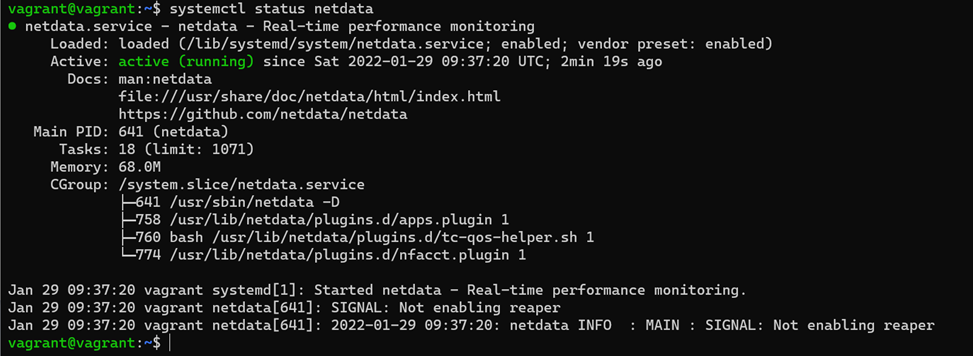 vagrant@vagrant:~$ systemctl status netdata
● netdata.service - netdata - Real-time performance monitoring
     Loaded: loaded (/lib/systemd/system/netdata.service; enabled; vendor preset: enabled)
     Active: active (running) since Sat 2022-01-29 09:37:20 UTC; 2min 19s ago
       Docs: man:netdata
             file:///usr/share/doc/netdata/html/index.html
             https://github.com/netdata/netdata
   Main PID: 641 (netdata)
      Tasks: 18 (limit: 1071)
     Memory: 68.0M
     CGroup: /system.slice/netdata.service
             ├─641 /usr/sbin/netdata -D
             ├─758 /usr/lib/netdata/plugins.d/apps.plugin 1
             ├─760 bash /usr/lib/netdata/plugins.d/tc-qos-helper.sh 1
             └─774 /usr/lib/netdata/plugins.d/nfacct.plugin 1

Jan 29 09:37:20 vagrant systemd[1]: Started netdata - Real-time performance monitoring.
Jan 29 09:37:20 vagrant netdata[641]: SIGNAL: Not enabling reaper
Jan 29 09:37:20 vagrant netdata[641]: 2022-01-29 09:37:20: netdata INFO  : MAIN : SIGNAL: Not enabling reaper
vagrant@vagrant:~$